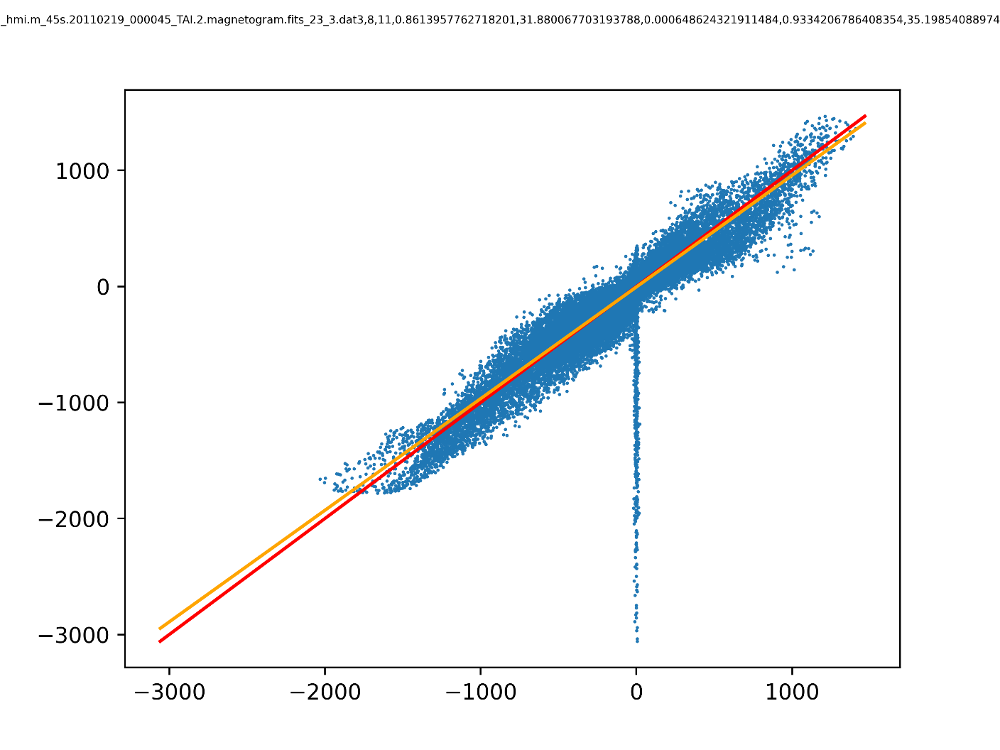 _hmi.m_45s.20110219_000045_TAI.2.magnetogram.fits_23_3.dat3,8,11,0.8613957762718201,31.880067703193788,0.000648624321911484,0.9334206786408354,35.19854088974
1000
0
−1000
−2000
−3000
−3000 −2000 −1000 0 1000